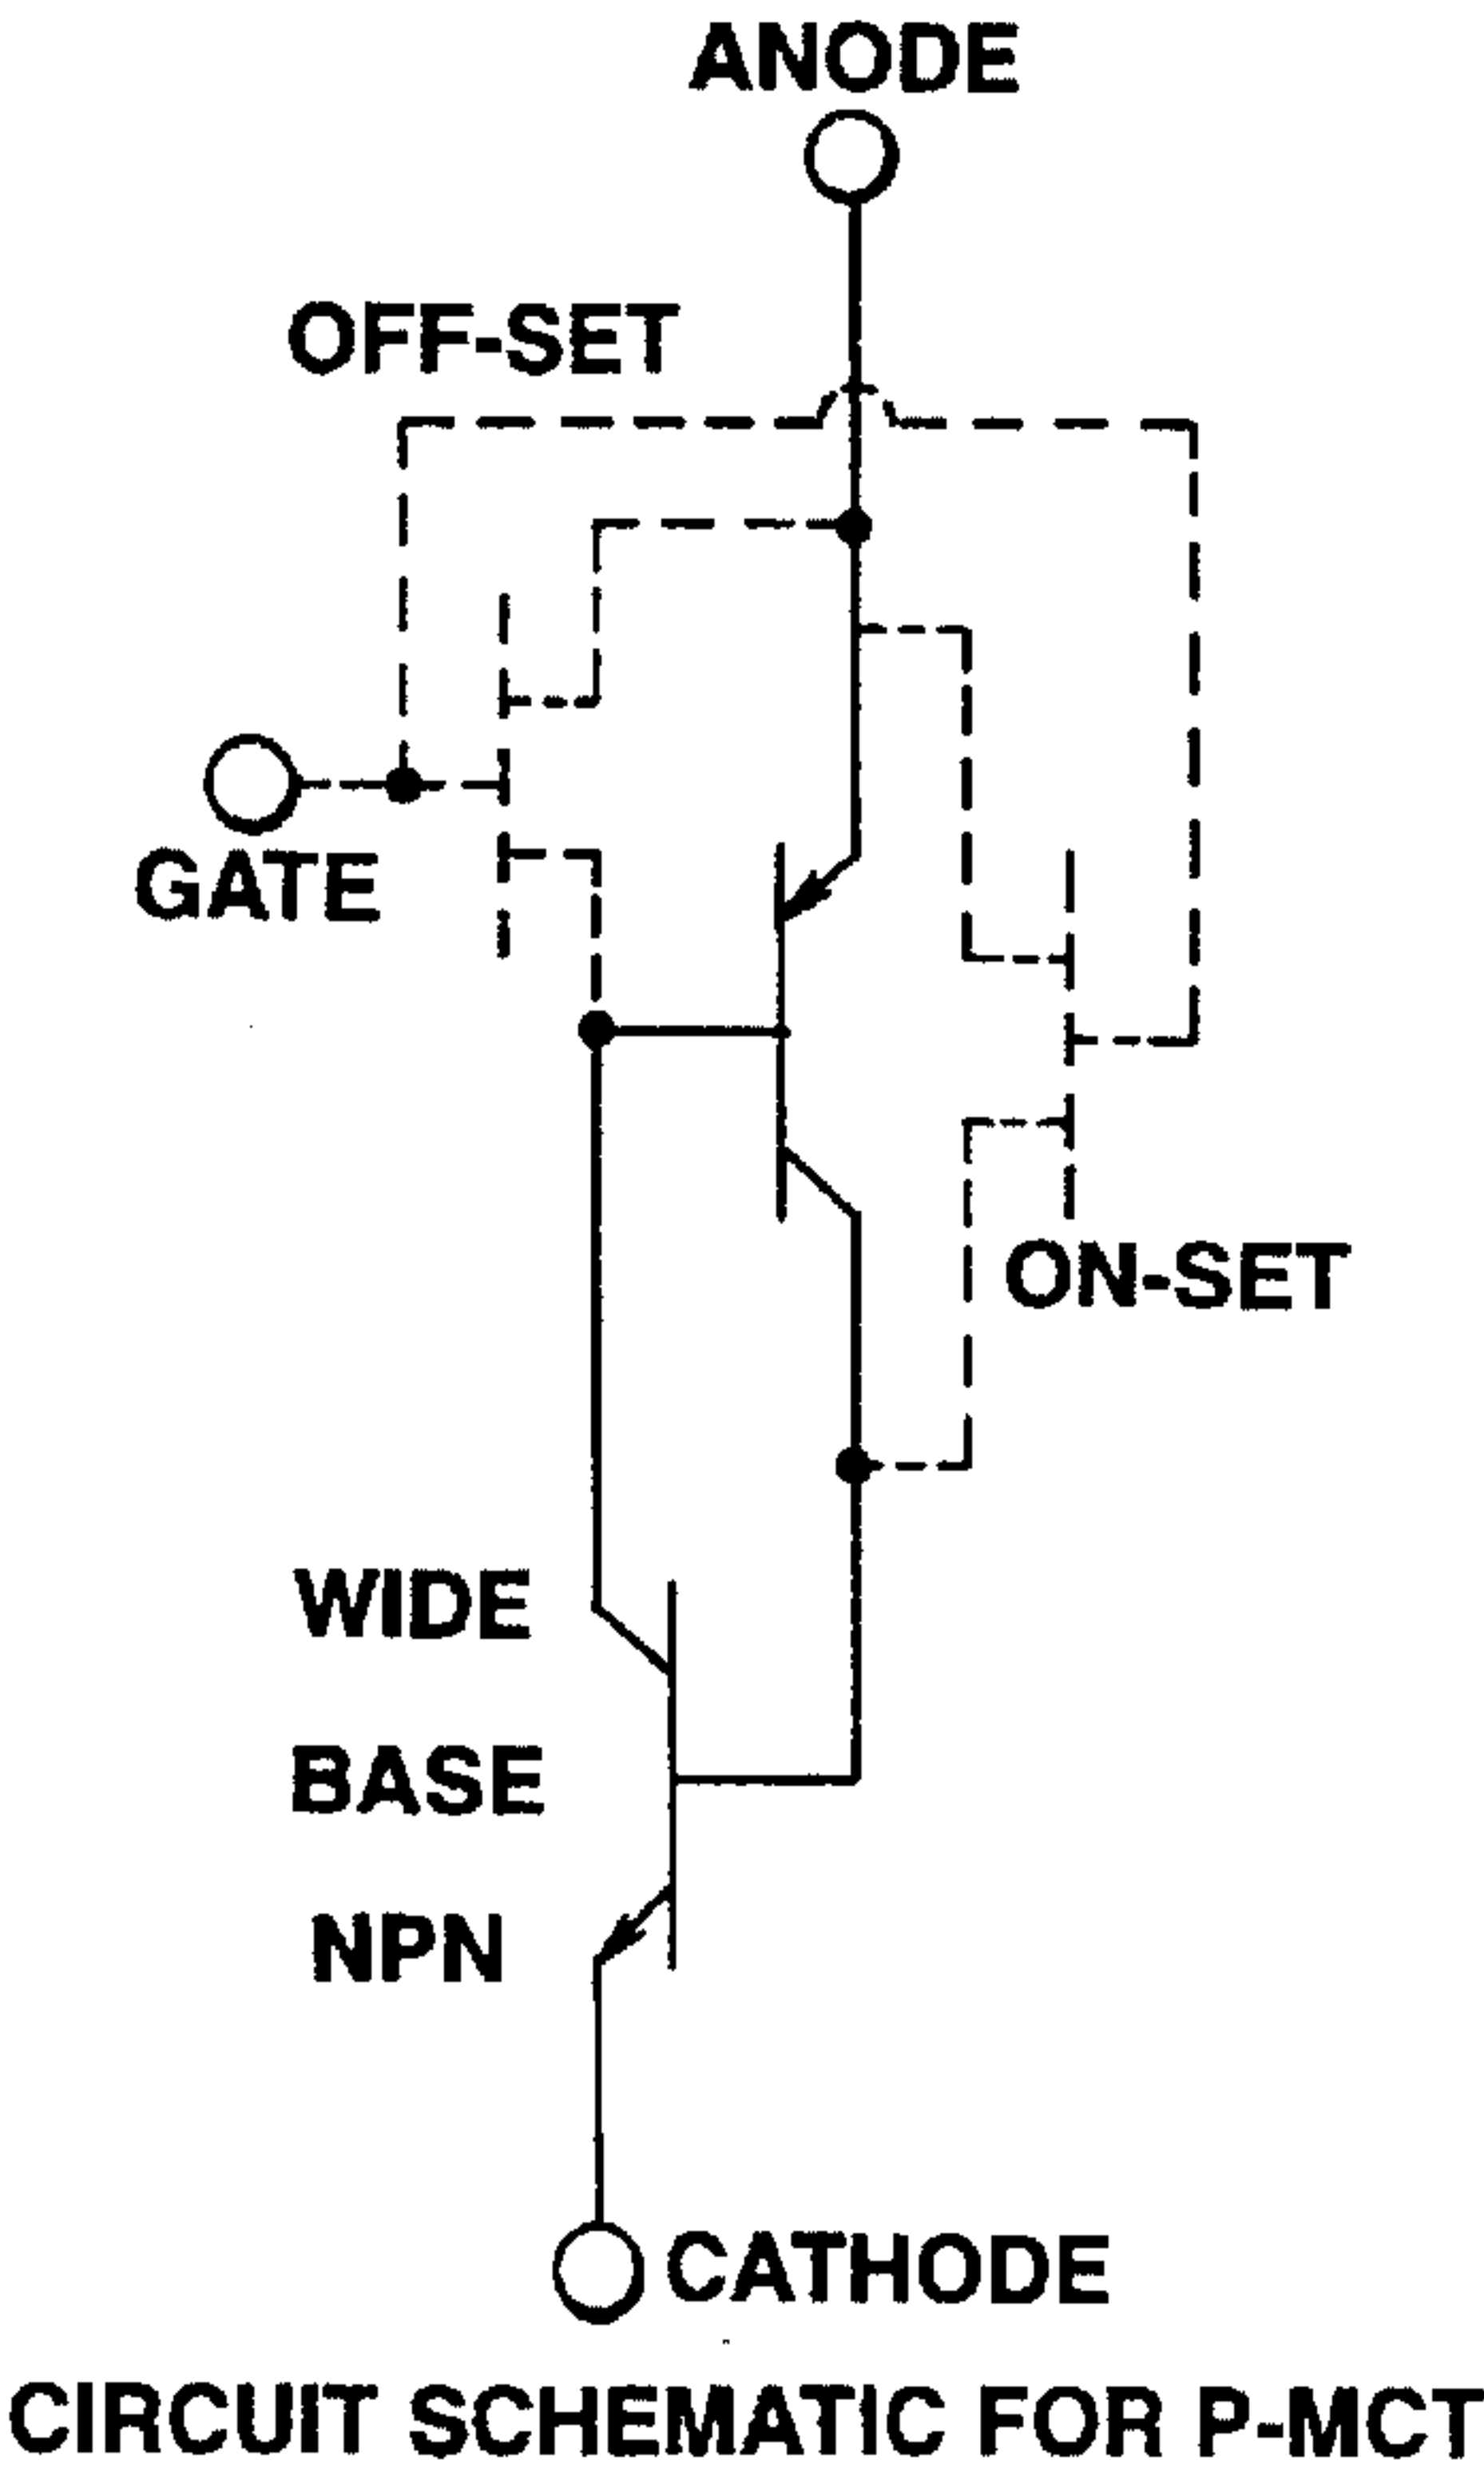 ANODE
OFF-SET
GATE
ON-SET
WIDE
BASE
NPN
CATHODE
CIRCUIT SCHEMATIC FOR P-MCT